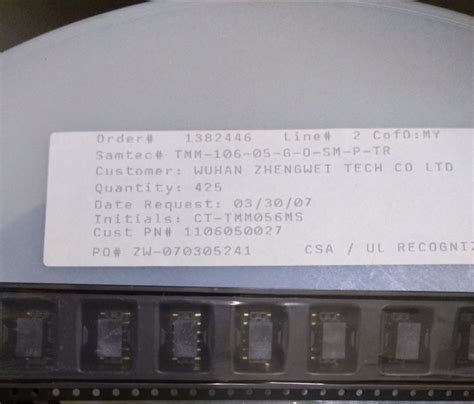 Order# 1382446 Line# 2 CofO:MY
Samtec# TMM-106-05-G-D-SM-P-TR
Customer: WUHAN ZHENGWEI TECH CO LTD
Quantity: 425
Date Request: 03/30/07
Initials: CT-TMM056MS
Cust PN# 1106050027
PO# ZW-070305241 CSA / UL RECOGNIZ